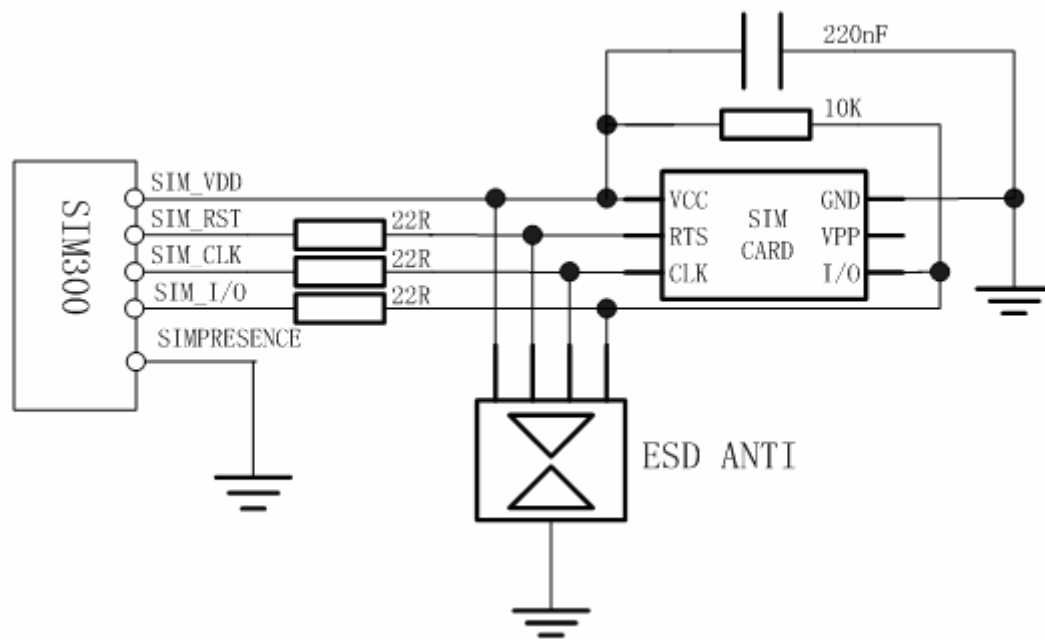 220nF
10K
SIM300
SIM_VDD
SIM_RST
SIM_CLK
SIM_I/O
SIMPRESENCE
22R
22R
22R
VCC
RTS
CLK
SIM
CARD
GND
VPP
I/O
ESD ANTI